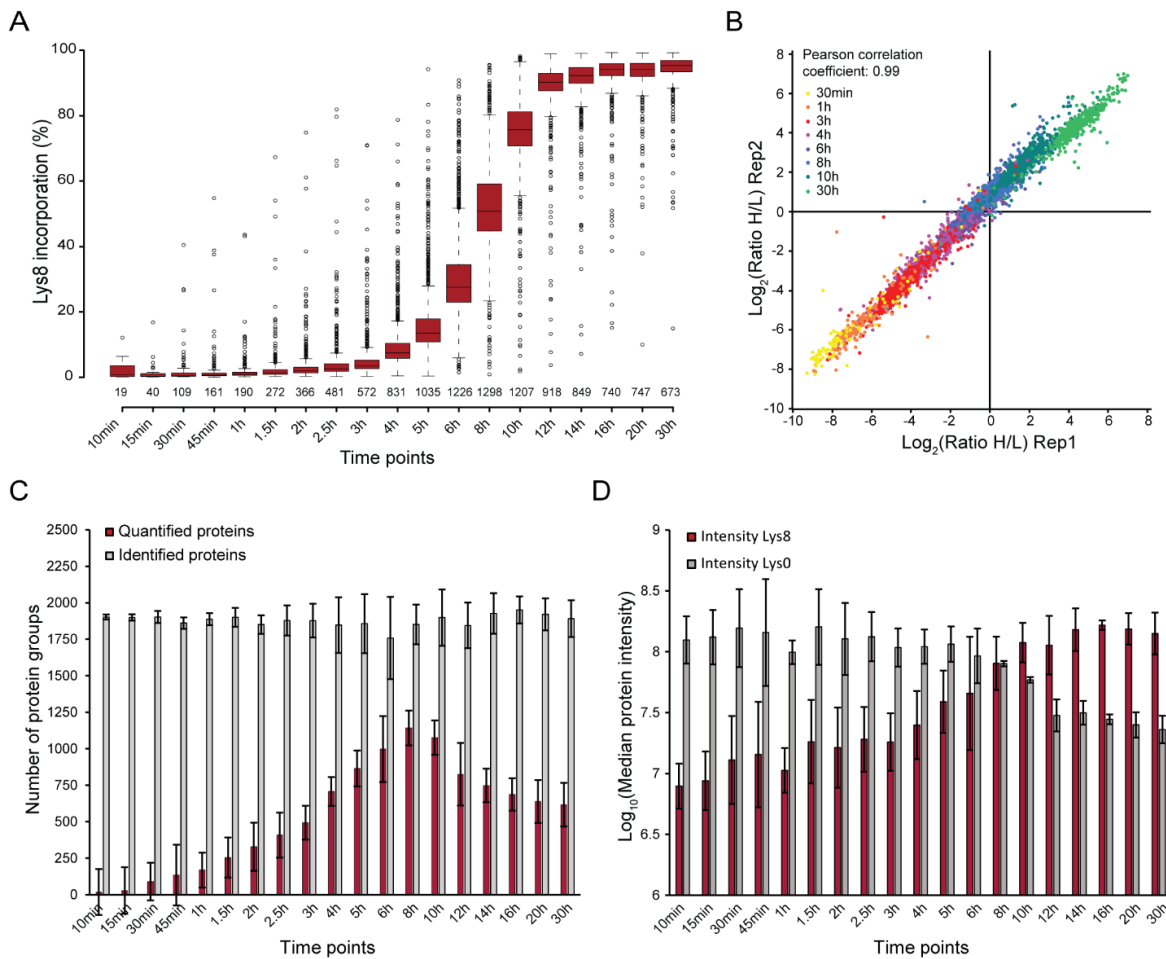 A
Lys8 incorporation (%)
100
80
60
40
20
0
19 40 109 161 190 272 366 481 572 831 1035 1226 1298 1207 918 849 740 747 673
10min 15min 30min 45min 1h 1.5h 2h 2.5h 3h 4h 5h 6h 8h 10h 12h 14h 16h 20h 30h
Time points
B
Pearson correlation
coefficient: 0.99
30min
1h
3h
4h
6h
8h
10h
30h
Log2(Ratio H/L) Rep2
8
6
4
2
0
-2
-4
-6
-8
-10
-10 -8 -6 -4 -2 0 2 4 6 8
Log2(Ratio H/L) Rep1
C
Quantified proteins
Identified proteins
Number of protein groups
2500
2250
2000
1750
1500
1250
1000
750
500
250
0
10min 15min 30min 45min 1h 1.5h 2h 2.5h 3h 4h 5h 6h 8h 10h 12h 14h 16h 20h 30h
Time points
D
Intensity Lys8
Intensity Lys0
Log10(Median protein intensity)
9
8.5
8
7.5
7
6.5
6
10min 15min 30min 45min 1h 1.5h 2h 2.5h 3h 4h 5h 6h 8h 10h 12h 14h 16h 20h 30h
Time points